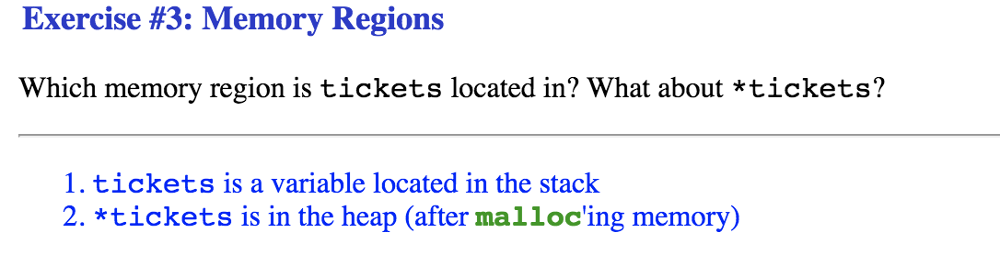 Exercise #3: Memory Regions
Which memory region is tickets located in? What about *tickets?
1. tickets is a variable located in the stack
2. *tickets is in the heap (after malloc'ing memory)